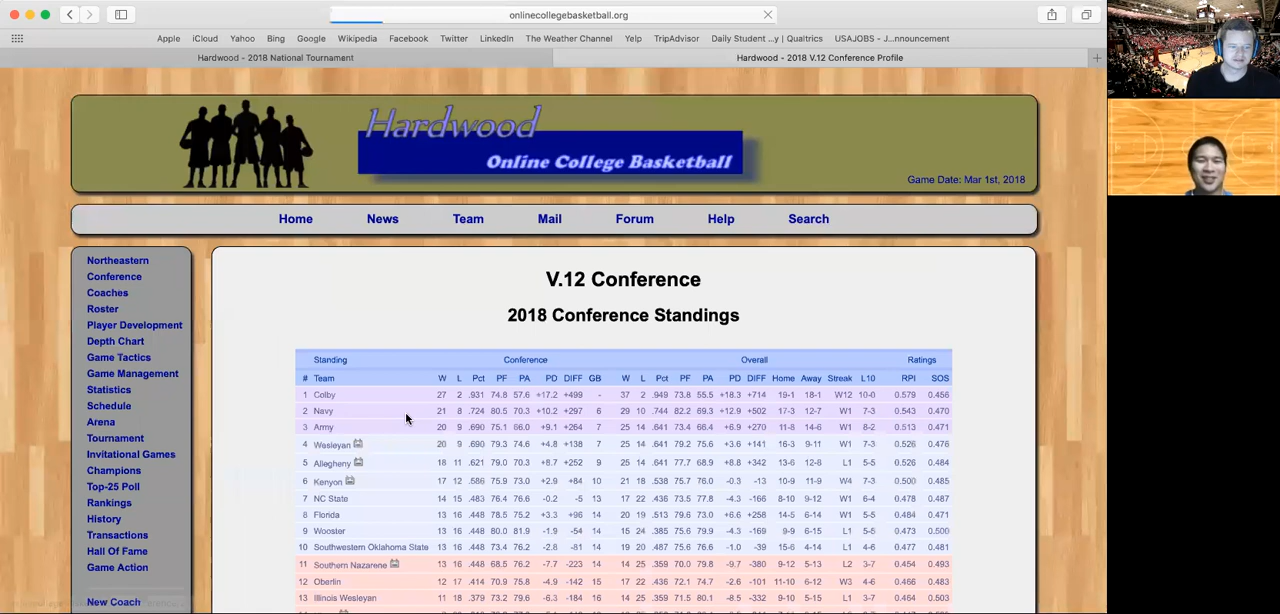 onlinecollegebasketball.org
Apple iCloud Yahoo Bing Google Wikipedia Facebook Twitter LinkedIn The Weather Channel Yelp TripAdvisor Daily Student ...y | Qualtrics USAJOBS - J...nnouncement
Hardwood - 2018 National Tournament Hardwood - 2018 V.12 Conference Profile
Hardwood
Online College Basketball
Game Date: Mar 1st, 2018
Home News Team Mail Forum Help Search
Northeastern
Conference
Coaches
Roster
Player Development
Depth Chart
Game Tactics
Game Management
Statistics
Schedule
Arena
Tournament
Invitational Games
Champions
Top-25 Poll
Rankings
History
Transactions
Hall Of Fame
Game Action
New Coach
V.12 Conference
2018 Conference Standings
Standing Conference Overall Ratings
# Team W L Pct PF PA PD DIFF GB W L Pct PF PA PD DIFF Home Away Streak L10 RPI SOS
1 Colby 27 2 .931 74.8 57.6 +17.2 +499 - 37 2 .949 73.8 55.5 +18.3 +714 19-1 18-1 W12 10-0 0.579 0.456
2 Navy 21 8 .724 80.5 70.3 +10.2 +297 6 29 10 .744 82.2 69.3 +12.9 +502 17-3 12-7 W1 7-3 0.543 0.470
3 Army 20 9 .690 75.1 66.0 +9.1 +264 7 25 14 .641 73.4 66.4 +6.9 +270 11-8 14-6 W1 8-2 0.513 0.471
4 Wesleyan 20 9 .690 79.3 74.6 +4.8 +138 7 25 14 .641 79.2 75.6 +3.6 +141 16-3 9-11 W1 7-3 0.526 0.476
5 Allegheny 18 11 .621 79.0 70.3 +8.7 +252 9 25 14 .641 77.7 68.9 +8.8 +342 13-6 12-8 L1 5-5 0.526 0.484
6 Kenyon 17 12 .586 75.9 73.0 +2.9 +84 10 21 18 .538 75.7 76.0 -0.3 -13 11-8 9-11 W4 7-3 0.500 0.485
7 NC State 14 15 .483 76.4 76.6 -0.2 -5 13 17 22 .436 73.5 77.8 -4.3 -166 8-10 9-12 W1 6-4 0.478 0.487
8 Florida 13 16 .448 78.5 75.2 +3.3 +96 14 20 19 .513 79.6 73.0 +6.6 +258 14-5 6-14 W1 5-5 0.484 0.471
9 Wooster 13 16 .448 80.0 81.9 -1.9 -54 14 15 24 .385 75.6 79.9 -4.3 -169 9-9 6-15 L1 5-5 0.473 0.500
10 Southwestern Oklahoma State 13 16 .448 73.4 76.2 -2.8 -81 14 19 20 .487 75.6 76.6 -1.0 -39 15-6 4-14 L1 4-6 0.477 0.481
11 Southern Nazarene 13 16 .448 68.5 76.2 -7.7 -223 14 14 25 .359 70.0 79.8 -9.7 -380 9-12 5-13 L2 3-7 0.454 0.493
12 Oberlin 12 17 .414 70.9 75.8 -4.9 -142 15 17 22 .436 72.1 74.7 -2.6 -101 11-10 6-12 W3 4-6 0.466 0.483
13 Illinois Wesleyan 11 18 .379 73.2 79.6 -6.3 -184 16 14 25 .359 71.5 80.1 -8.5 -332 9-10 5-15 L1 3-7 0.458 0.503